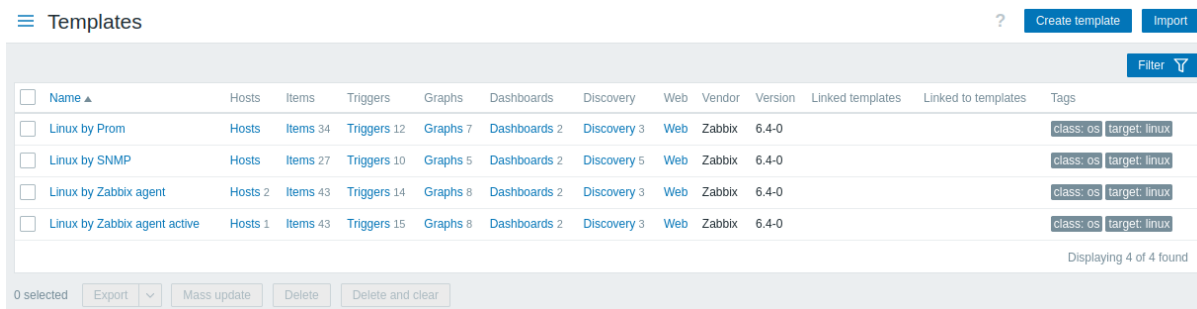 Templates ? Create template Import
Filter
Name Hosts Items Triggers Graphs Dashboards Discovery Web Vendor Version Linked templates Linked to templates Tags
Linux by Prom Hosts Items 34 Triggers 12 Graphs 7 Dashboards 2 Discovery 3 Web Zabbix 6.4-0 class: os target: linux
Linux by SNMP Hosts Items 27 Triggers 10 Graphs 5 Dashboards 2 Discovery 5 Web Zabbix 6.4-0 class: os target: linux
Linux by Zabbix agent Hosts 2 Items 43 Triggers 14 Graphs 8 Dashboards 2 Discovery 3 Web Zabbix 6.4-0 class: os target: linux
Linux by Zabbix agent active Hosts 1 Items 43 Triggers 15 Graphs 8 Dashboards 2 Discovery 3 Web Zabbix 6.4-0 class: os target: linux
Displaying 4 of 4 found
0 selected Export Mass update Delete Delete and clear